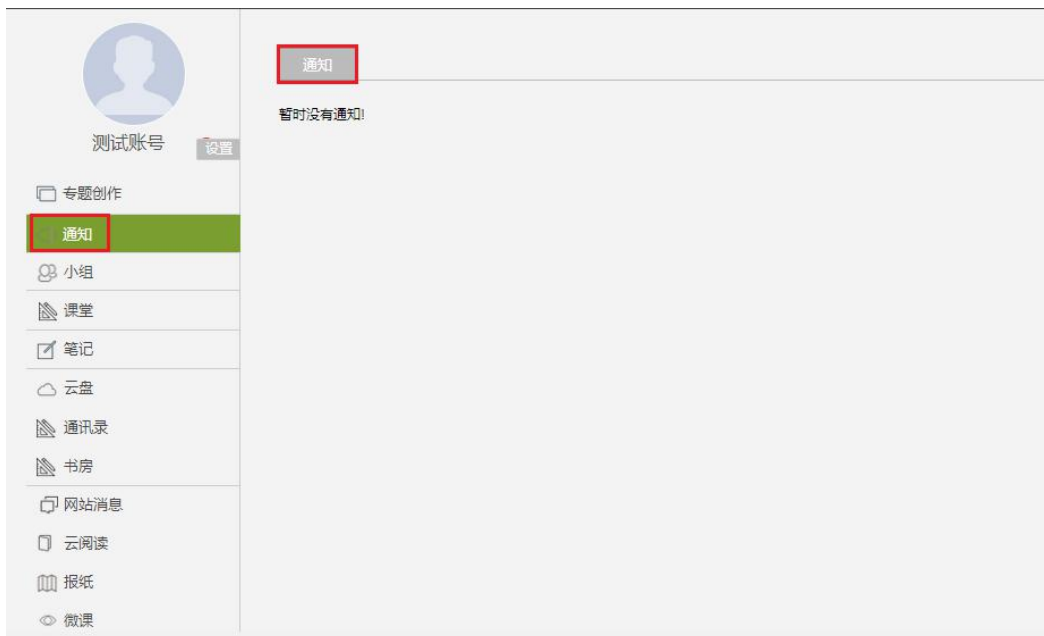 测试账号
设置
专题创作
通知
小组
课堂
笔记
云盘
通讯录
书房
网站消息
云阅读
报纸
微课
通知
暂时没有通知!